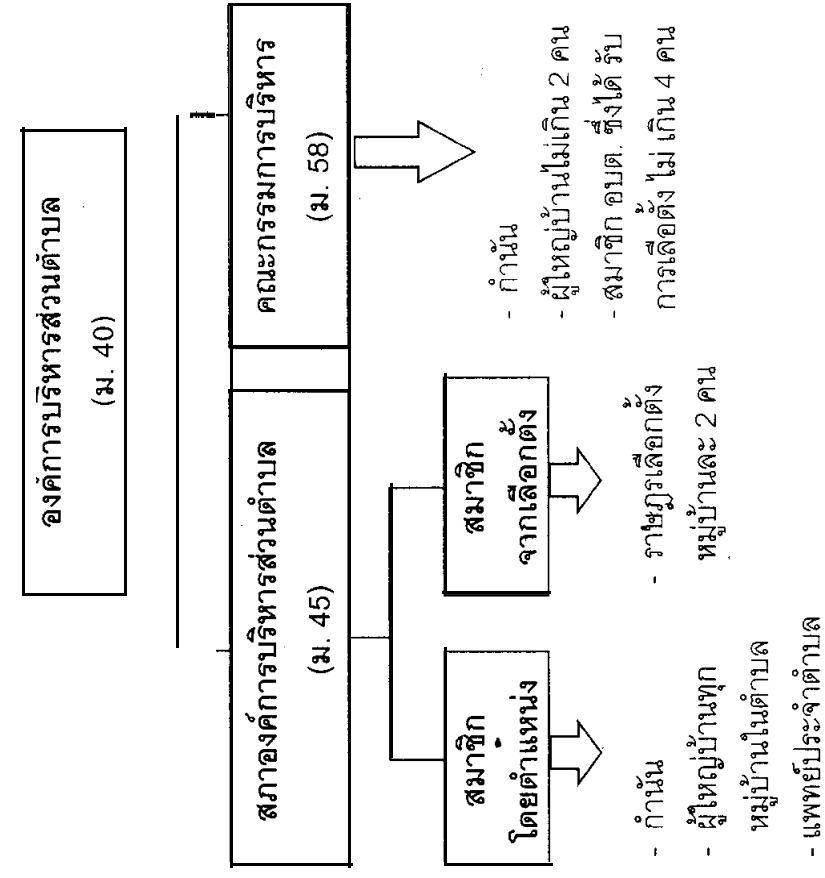 องค์การบริหารส่วนตำบล
(ม. 40)
สภาองค์การบริหารส่วนตำบล
(ม. 45)
คณะกรรมการบริหาร
(ม. 58)
สมาชิก
โดยตำแหน่ง
สมาชิก
จากเลือกตั้ง
- กำนัน
- ผู้ใหญ่บ้านทุก
หมู่บ้านในตำบล
- แพทย์ประจำตำบล
- ราษฎรเลือกตั้ง
หมู่บ้านละ 2 คน
- กำนัน
- ผู้ใหญ่บ้านไม่เกิน 2 คน
- สมาชิก อบต. ซึ่งได้ รับ
การเลือตั้ง ไม่ เกิน 4 คน